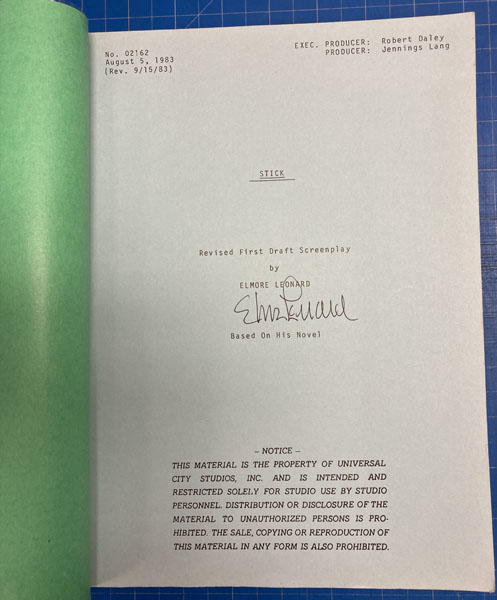 No. 02162
August 5, 1983
(Rev. 9/15/83)
EXEC. PRODUCER: Robert Daley
PRODUCER: Jennings Lang
STICK
Revised First Draft Screenplay
by
ELMORE LEONARD
Elmore Leonard
Based On His Novel
– NOTICE –
THIS MATERIAL IS THE PROPERTY OF UNIVERSAL
CITY STUDIOS, INC. AND IS INTENDED AND
RESTRICTED SOLELY FOR STUDIO USE BY STUDIO
PERSONNEL. DISTRIBUTION OR DISCLOSURE OF THE
MATERIAL TO UNAUTHORIZED PERSONS IS PRO-
HIBITED. THE SALE, COPYING OR REPRODUCTION OF
THIS MATERIAL IN ANY FORM IS ALSO PROHIBITED.